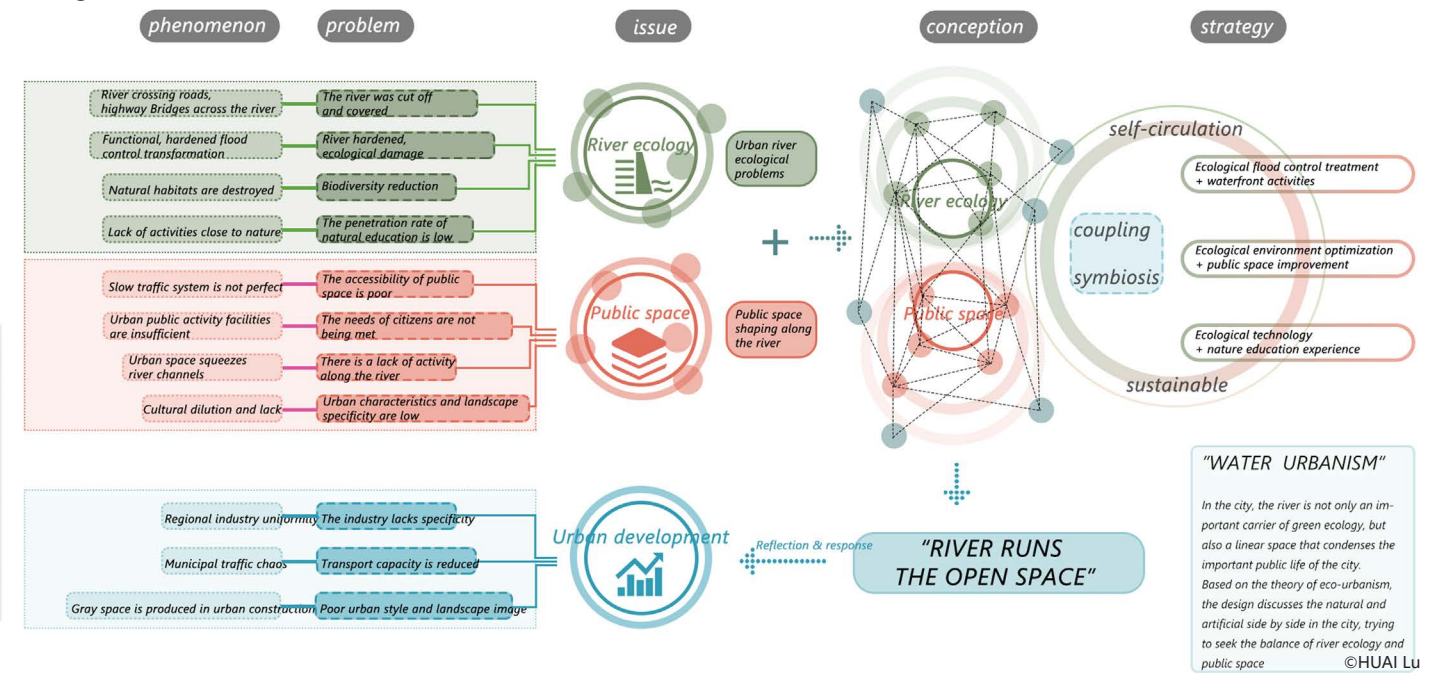 phenomenon
problem
issue
conception
strategy
River crossing roads,
highway Bridges across the river
The river was cut off
and covered
Functional, hardened flood
control transformation
River hardened,
ecological damage
Natural habitats are destroyed
Biodiversity reduction
Lack of activities close to nature
The penetration rate of
natural education is low
River ecology
Urban river
ecological
problems
Slow traffic system is not perfect
The accessibility of public
space is poor
Urban public activity facilities
are insufficient
The needs of citizens are not
being met
Urban space squeezes
river channels
There is a lack of activity
along the river
Cultural dilution and lack
Urban characteristics and landscape
specificity are low
Public space
Public space
shaping along
the river
+
River ecology
Public space
self-circulation
coupling
symbiosis
sustainable
Ecological flood control treatment
+ waterfront activities
Ecological environment optimization
+ public space improvement
Ecological technology
+ nature education experience
Regional industry uniformity
The industry lacks specificity
Municipal traffic chaos
Transport capacity is reduced
Gray space is produced in urban construction
Poor urban style and landscape image
Urban development
Reflection & response
“RIVER RUNS
THE OPEN SPACE”
”WATER URBANISM”
In the city, the river is not only an im-
portant carrier of green ecology, but
also a linear space that condenses the
important public life of the city.
Based on the theory of eco-urbanism,
the design discusses the natural and
artificial side by side in the city, trying
to seek the balance of river ecology and
public space
©HUAI Lu